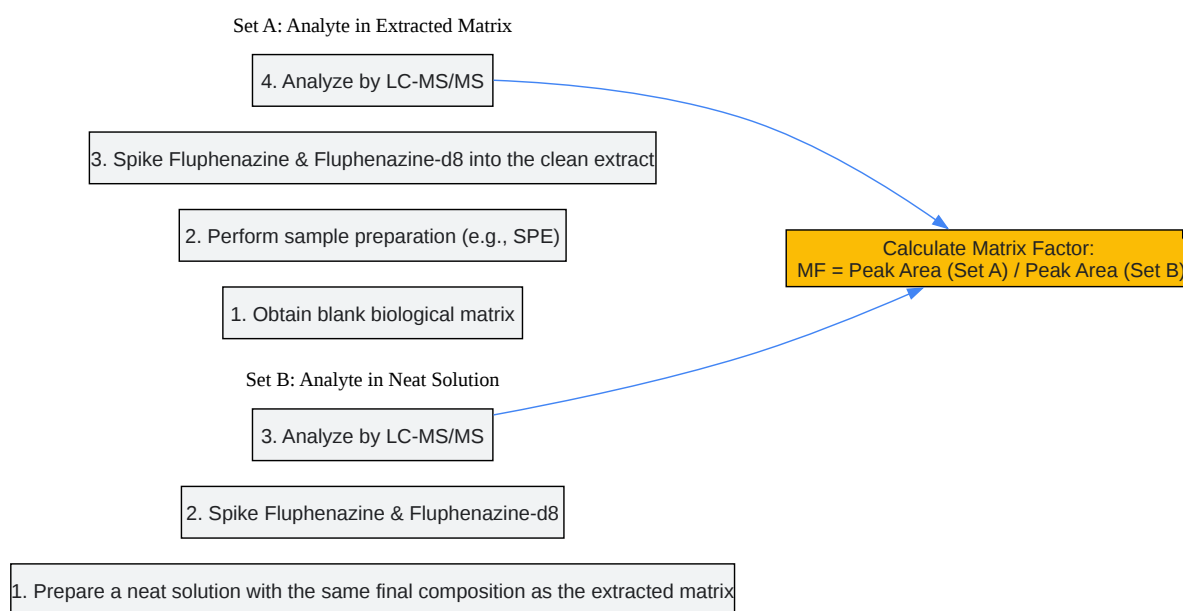 Set A: Analyte in Extracted Matrix
4. Analyze by LC-MS/MS
3. Spike Fluphenazine & Fluphenazine-d8 into the clean extract
2. Perform sample preparation (e.g., SPE)
1. Obtain blank biological matrix
Calculate Matrix Factor:
MF = Peak Area (Set A) / Peak Area (Set B)
Set B: Analyte in Neat Solution
3. Analyze by LC-MS/MS
2. Spike Fluphenazine & Fluphenazine-d8
1. Prepare a neat solution with the same final composition as the extracted matrix